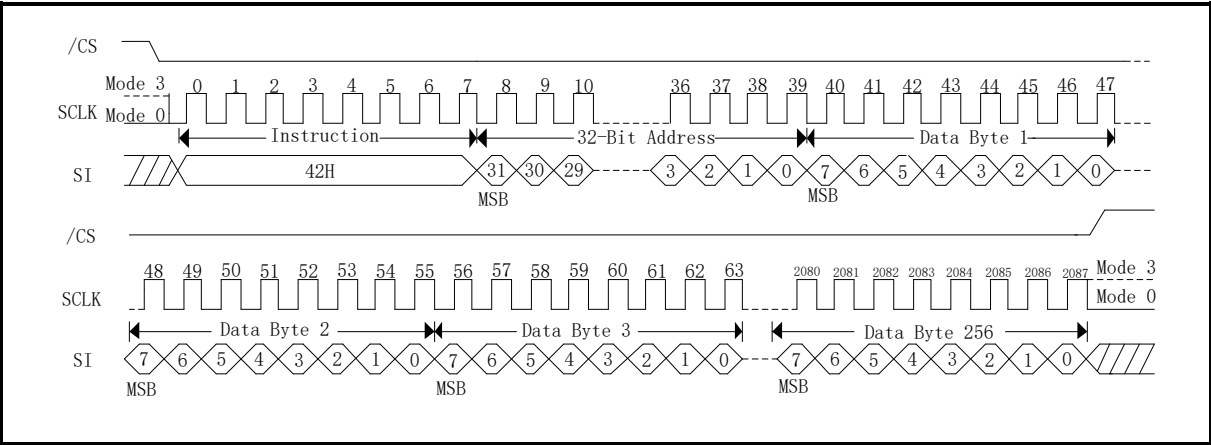 /CS
Mode 3 0 1 2 3 4 5 6 7 8 9 10 36 37 38 39 40 41 42 43 44 45 46 47
SCLK Mode 0
Instruction 32-Bit Address Data Byte 1
SI 42H 31 30 29 3 2 1 0 7 6 5 4 3 2 1 0
MSB MSB
/CS
48 49 50 51 52 53 54 55 56 57 58 59 60 61 62 63 2080 2081 2082 2083 2084 2085 2086 2087 Mode 3
SCLK Mode 0
Data Byte 2 Data Byte 3 Data Byte 256
SI 7 6 5 4 3 2 1 0 7 6 5 4 3 2 1 0 7 6 5 4 3 2 1 0
MSB MSB MSB